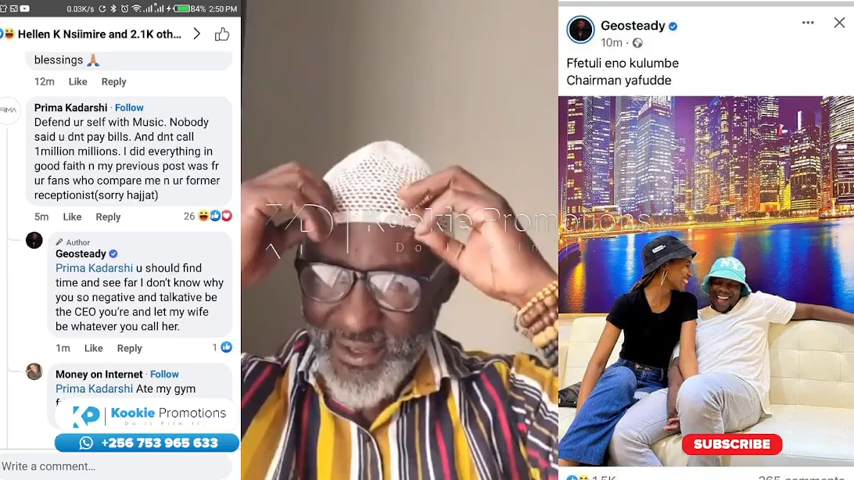 0.03K/s
84% 2:50 PM
Hellen K Nsiimire and 2.1K oth...
blessings 🙏
12m Like Reply
Prima Kadarshi · Follow
Defend ur self with Music. Nobody
said u dnt pay bills. And dnt call
1million millions. I did everything in
good faith n my previous post was fr
ur fans who compare me n ur former
receptionist(sorry hajjat)
5m Like Reply 26
Author
Geosteady
Prima Kadarshi u should find
time and see far I don't know why
you so negative and talkative be
the CEO you're and let my wife
be whatever you call her.
1m Like Reply 1
Money on Internet · Follow
Prima Kadarshi Ate my gym
KP Kookie Promotions
Do It Film It
+256 753 965 633
Write a comment...
Kookie Promotions
Geosteady
10m ·
Ffetuli eno kulumbe
Chairman yafudde
NY
SUBSCRIBE
1.5K 365 comments